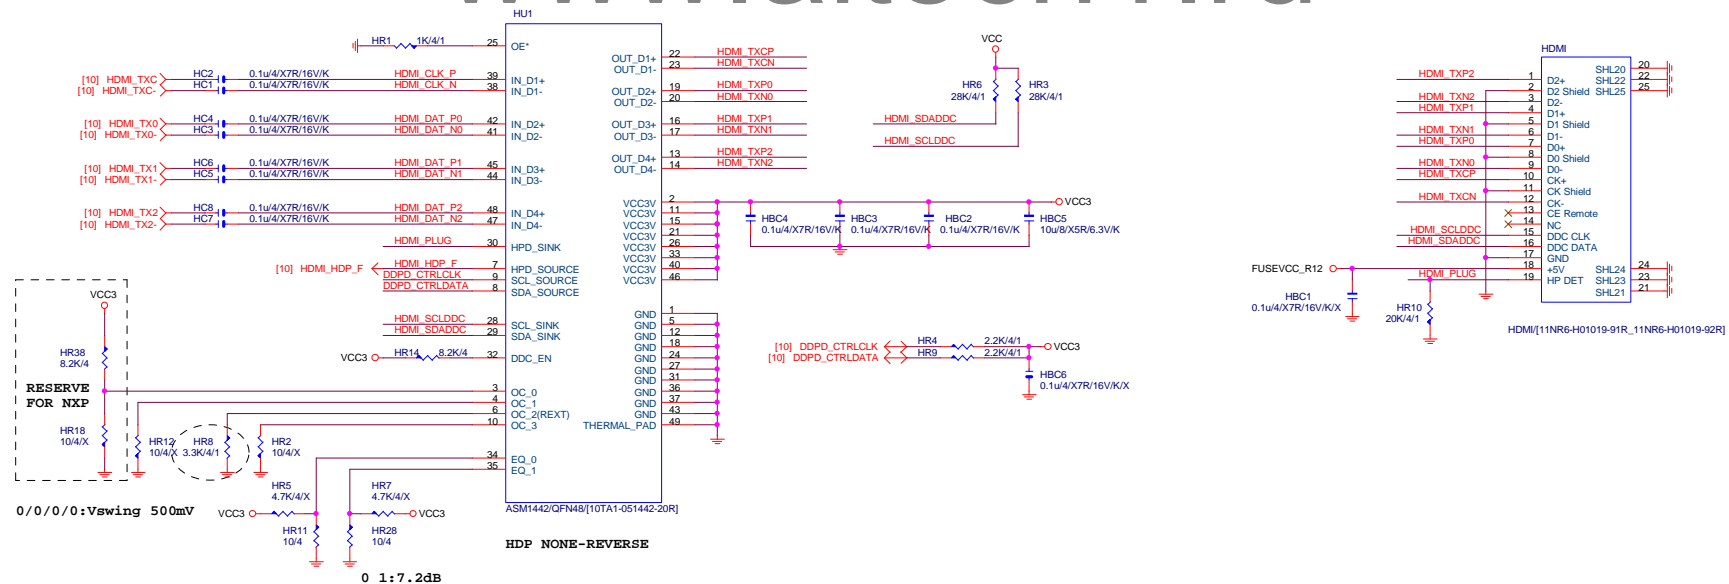 HU1
HR1 1K/4/1 25 OE*
[10] HDMI_TXC HC2 0.1u/4/X7R/16V/K HDMI_CLK_P 39 IN_D1+
[10] HDMI_TXC- HC1 0.1u/4/X7R/16V/K HDMI_CLK_N 38 IN_D1-
[10] HDMI_TX0 HC4 0.1u/4/X7R/16V/K HDMI_DAT_P0 42 IN_D2+
[10] HDMI_TX0- HC3 0.1u/4/X7R/16V/K HDMI_DAT_N0 41 IN_D2-
[10] HDMI_TX1 HC6 0.1u/4/X7R/16V/K HDMI_DAT_P1 45 IN_D3+
[10] HDMI_TX1- HC5 0.1u/4/X7R/16V/K HDMI_DAT_N1 44 IN_D3-
[10] HDMI_TX2 HC8 0.1u/4/X7R/16V/K HDMI_DAT_P2 48 IN_D4+
[10] HDMI_TX2- HC7 0.1u/4/X7R/16V/K HDMI_DAT_N2 47 IN_D4-
HDMI_PLUG 30 HPD_SINK
[10] HDMI_HDP_F HDMI_HDP_F 7 HPD_SOURCE
DDPD_CTRLCLK 9 SCL_SOURCE
DDPD_CTRLDATA 8 SDA_SOURCE
HDMI_SCLDDC 28 SCL_SINK
HDMI_SDADDC 29 SDA_SINK
VCC3 HR14 8.2K/4 32 DDC_EN
3 OC_0
4 OC_1
6 OC_2(REXT)
10 OC_3
34 EQ_0
35 EQ_1
VCC3
HR38
8.2K/4
RESERVE
FOR NXP
HR18
10/4/X
HR12
10/4/X
HR8
3.3K/4/1
HR2
10/4/X
0/0/0/0:Vswing 500mV
HR5
4.7K/4/X
VCC3
HR11
10/4
HR7
4.7K/4/X
VCC3
HR28
10/4
0 1:7.2dB
OUT_D1+ 22 HDMI_TXCP
OUT_D1- 23 HDMI_TXCN
OUT_D2+ 19 HDMI_TXP0
OUT_D2- 20 HDMI_TXN0
OUT_D3+ 16 HDMI_TXP1
OUT_D3- 17 HDMI_TXN1
OUT_D4+ 13 HDMI_TXP2
OUT_D4- 14 HDMI_TXN2
VCC3V 2
VCC3V 11
VCC3V 15
VCC3V 21
VCC3V 26
VCC3V 33
VCC3V 40
VCC3V 46
GND 1
GND 5
GND 12
GND 18
GND 24
GND 27
GND 31
GND 36
GND 37
GND 43
THERMAL_PAD 49
ASM1442/QFN48/[10TA1-051442-20R]
HDP NONE-REVERSE
VCC
HR6
28K/4/1
HR3
28K/4/1
HDMI_SDADDC
HDMI_SCLDDC
VCC3
HBC4
0.1u/4/X7R/16V/K
HBC3
0.1u/4/X7R/16V/K
HBC2
0.1u/4/X7R/16V/K
HBC5
10u/8/X5R/6.3V/K
[10] DDPD_CTRLCLK HR4 2.2K/4/1 VCC3
[10] DDPD_CTRLDATA HR9 2.2K/4/1
HBC6
0.1u/4/X7R/16V/K/X
HDMI
HDMI_TXP2 1 D2+
2 D2 Shield
HDMI_TXN2 3 D2-
HDMI_TXP1 4 D1+
5 D1 Shield
HDMI_TXN1 6 D1-
HDMI_TXP0 7 D0+
8 D0 Shield
HDMI_TXN0 9 D0-
HDMI_TXCP 10 CK+
11 CK Shield
HDMI_TXCN 12 CK-
13 CE Remote
14 NC
HDMI_SCLDDC 15 DDC CLK
HDMI_SDADDC 16 DDC DATA
17 GND
FUSEVCC_R12 18 +5V
HDMI_PLUG 19 HP DET
SHL20 20
SHL22 22
SHL25 25
SHL24 24
SHL23 23
SHL21 21
HBC1
0.1u/4/X7R/16V/K/X
HR10
20K/4/1
HDMI/[11NR6-H01019-91R_11NR6-H01019-92R]